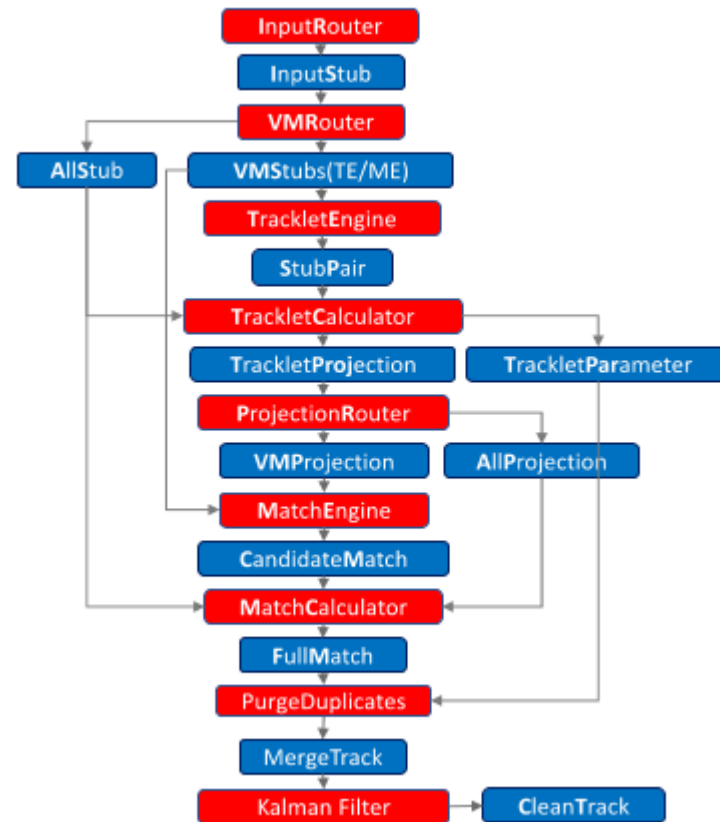 InputRouter
InputStub
VMRouter
AllStub
VMStubs(TE/ME)
TrackletEngine
StubPair
TrackletCalculator
TrackletProjection
TrackletParameter
ProjectionRouter
VMProjection
AllProjection
MatchEngine
CandidateMatch
MatchCalculator
FullMatch
PurgeDuplicates
MergeTrack
Kalman Filter
CleanTrack